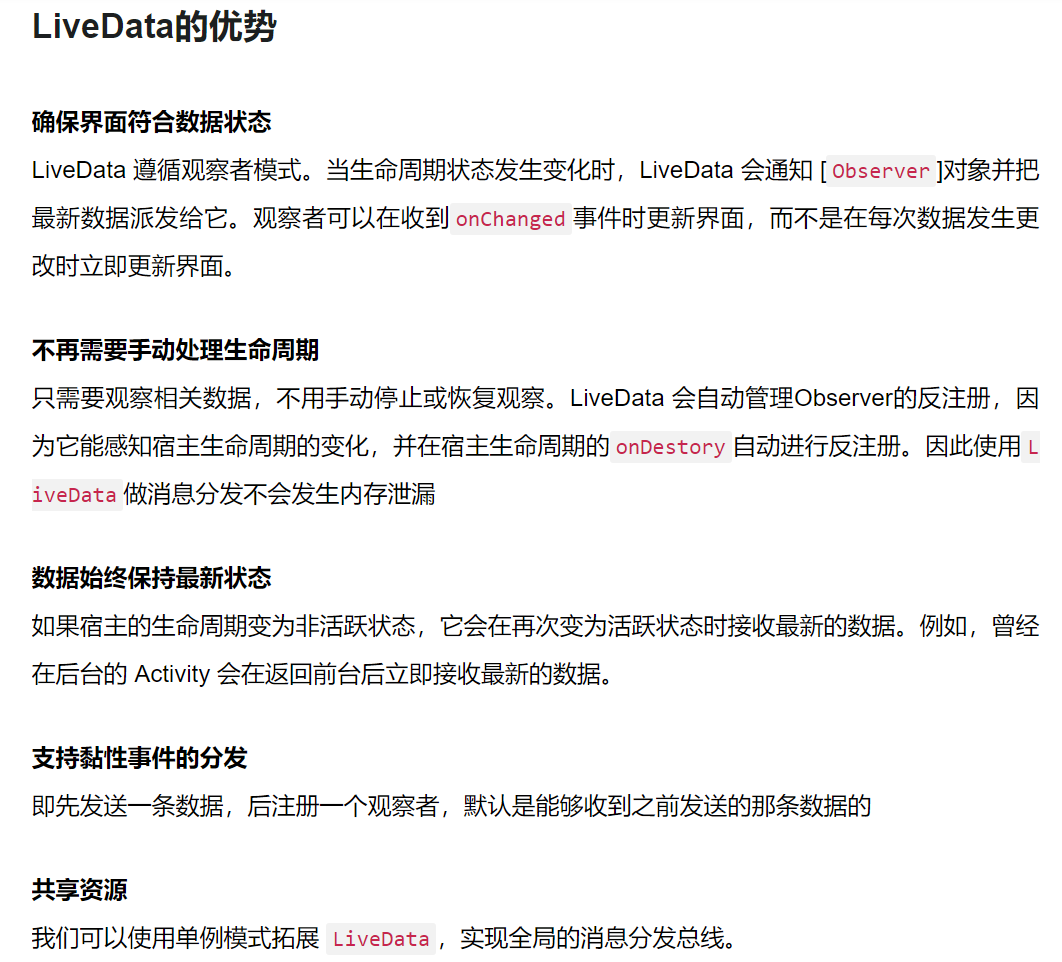 LiveData的优势
确保界面符合数据状态
LiveData 遵循观察者模式。当生命周期状态发生变化时，LiveData 会通知 [Observer]对象并把
最新数据派发给它。观察者可以在收到onChanged事件时更新界面，而不是在每次数据发生更
改时立即更新界面。
不再需要手动处理生命周期
只需要观察相关数据，不用手动停止或恢复观察。LiveData 会自动管理Observer的反注册，因
为它能感知宿主生命周期的变化，并在宿主生命周期的onDestory自动进行反注册。因此使用L
iveData做消息分发不会发生内存泄漏
数据始终保持最新状态
如果宿主的生命周期变为非活跃状态，它会在再次变为活跃状态时接收最新的数据。例如，曾经
在后台的 Activity 会在返回前台后立即接收最新的数据。
支持黏性事件的分发
即先发送一条数据，后注册一个观察者，默认是能够收到之前发送的那条数据的
共享资源
我们可以使用单例模式拓展 LiveData，实现全局的消息分发总线。